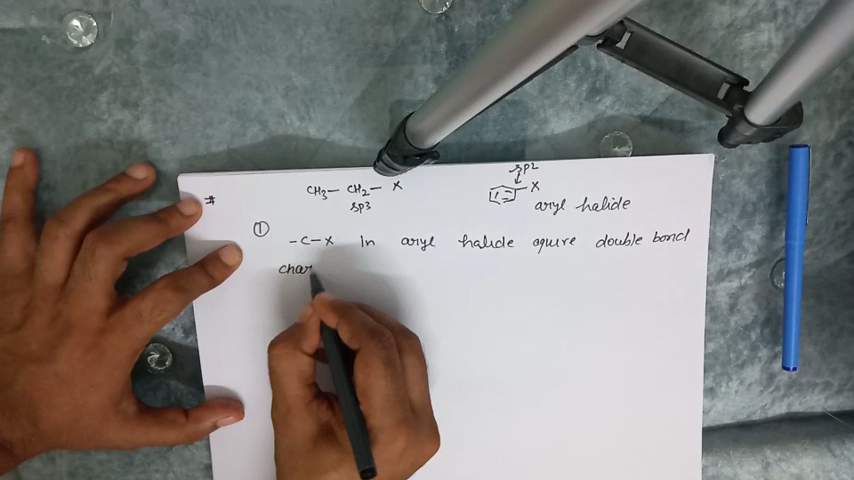 # CH3 - CH2 - X sp2 X
sp3 aryl halide
① -C-X In aryl halide aquire double bond
char